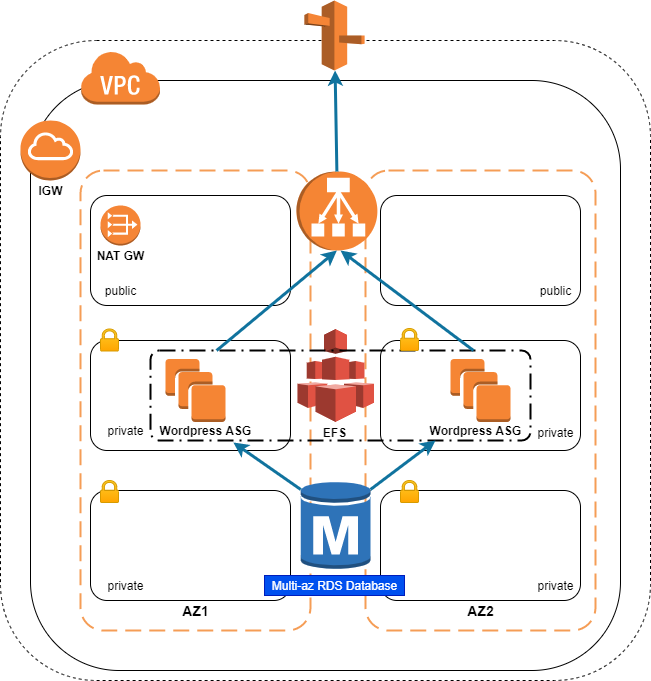 VPC
IGW
NAT GW
public
public
Wordpress ASG
EFS
Wordpress ASG
private
private
M
Multi-az RDS Database
private
private
AZ1
AZ2